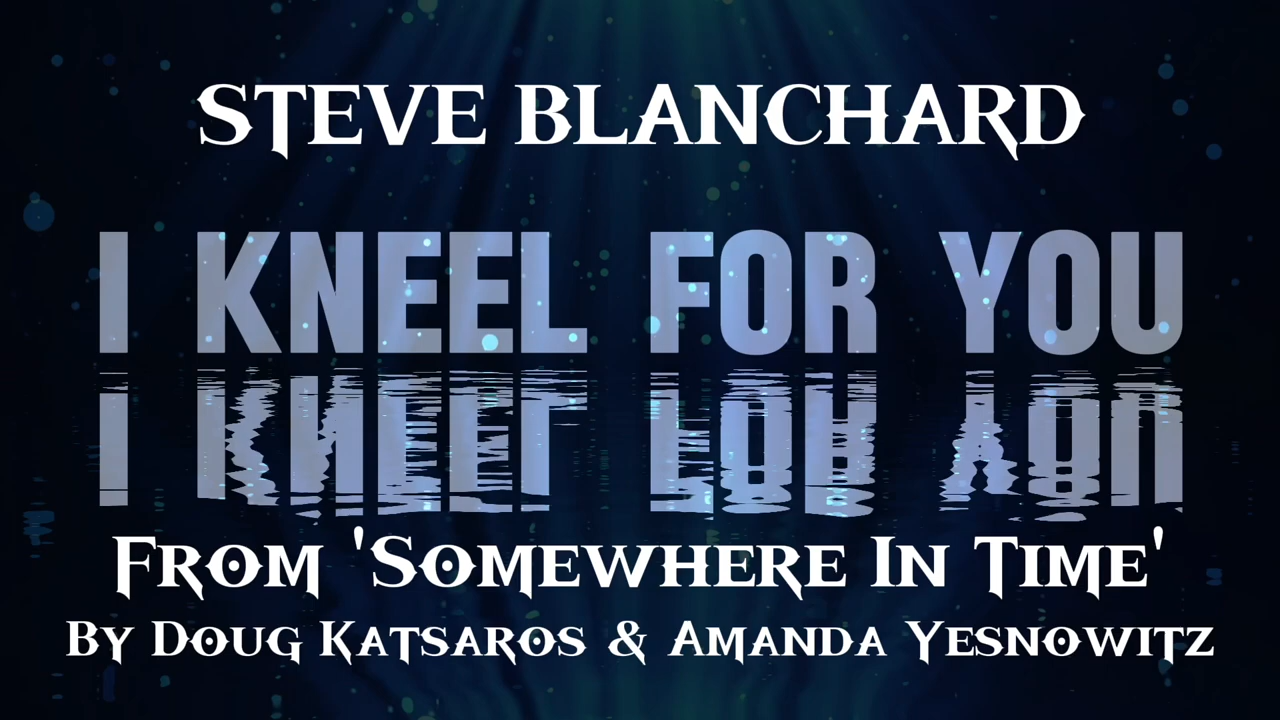 STEVE BLANCHARD
I KNEEL FOR YOU
FROM 'SOMEWHERE IN TIME'
BY DOUG KATSAROS & AMANDA YESNOWITZ